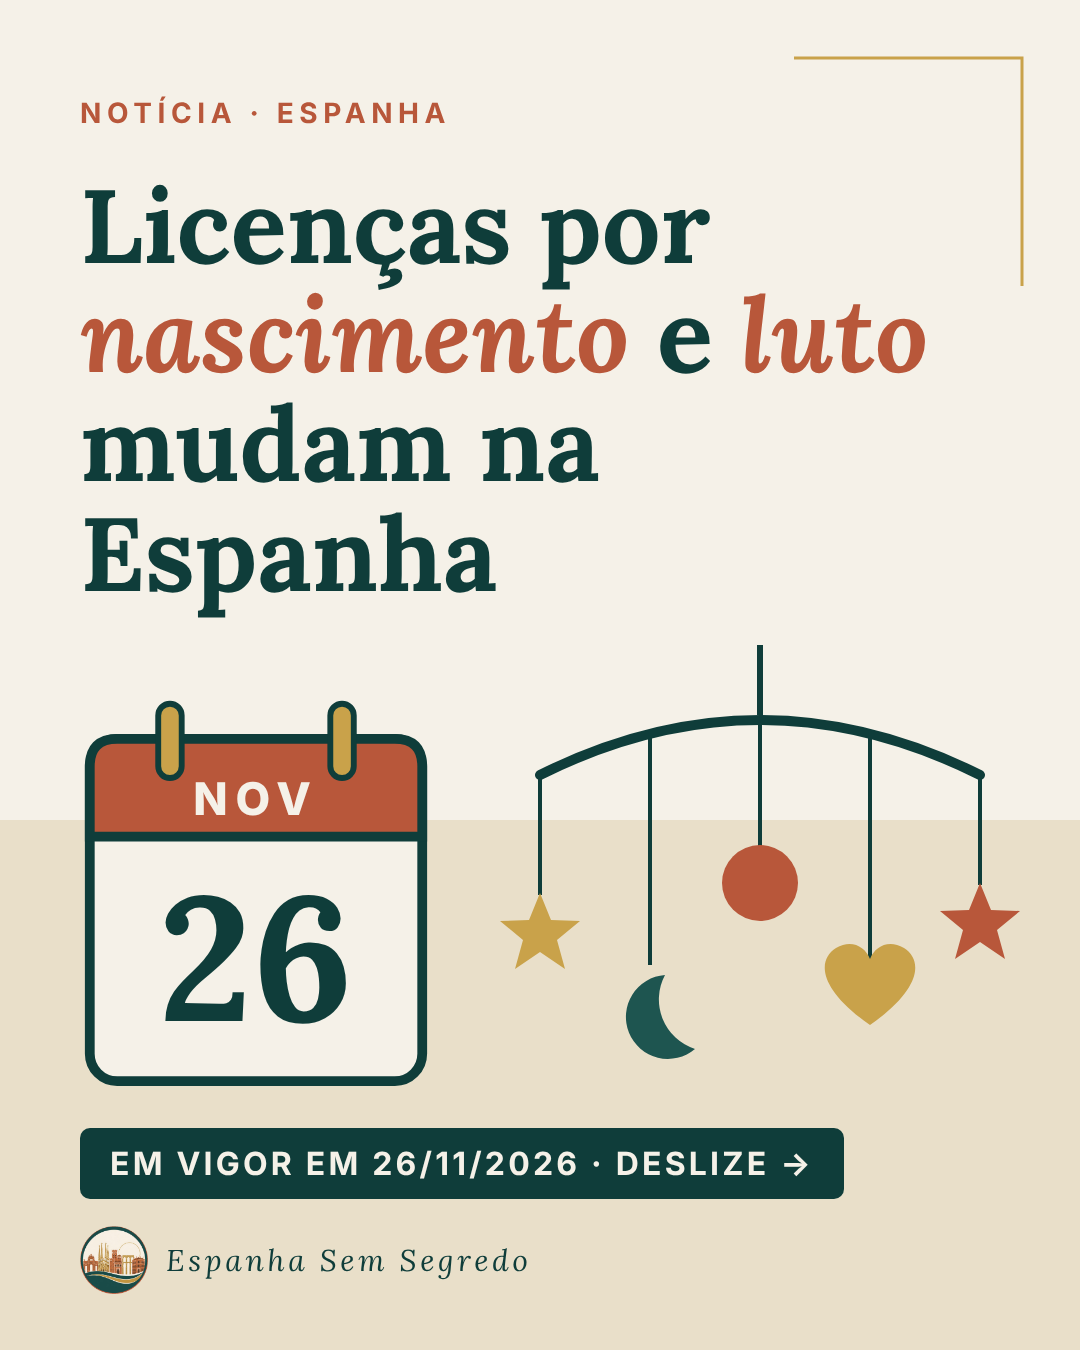 NOTÍCIA · ESPANHA
Licenças por
nascimento e luto
mudam na
Espanha
NOV
26
EM VIGOR EM 26/11/2026 · DESLIZE →
Espanha Sem Segredo